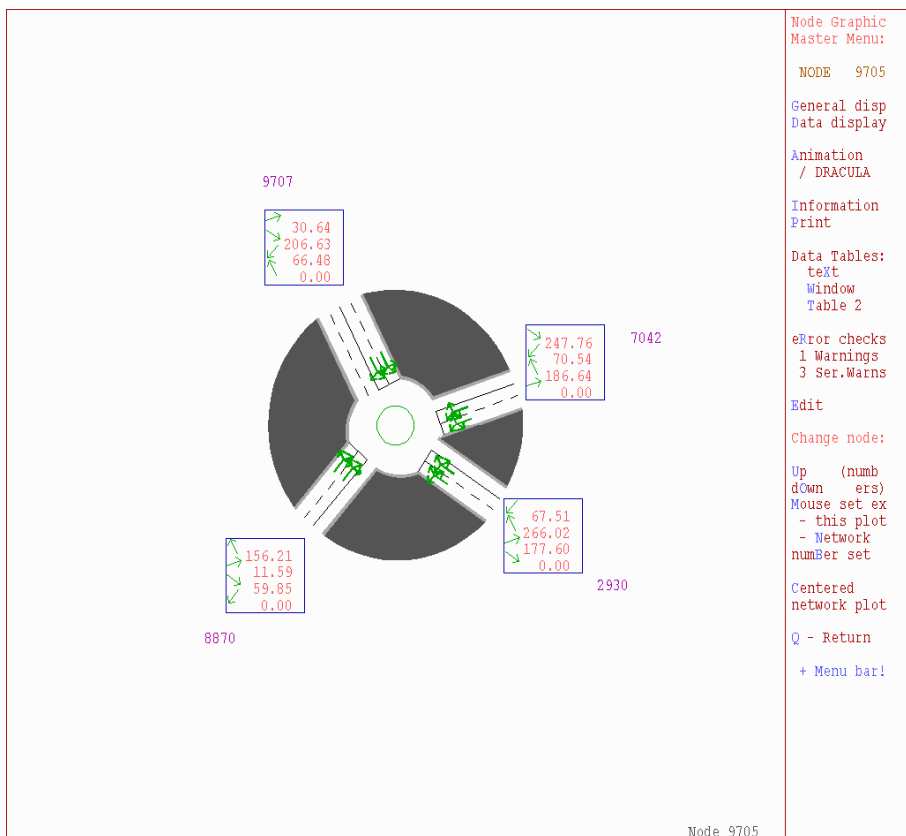 9707
30.64
206.63
66.48
0.00
7042
247.76
70.54
186.64
0.00
67.51
266.02
177.60
0.00
2930
156.21
11.59
59.85
0.00
8870
Node 9705
Node Graphic
Master Menu:
NODE 9705
General disp
Data display
Animation
/ DRACULA
Information
Print
Data Tables:
teXt
Window
Table 2
eRror checks
1 Warnings
3 Ser.Warns
Edit
Change node:
Up (numb
dOwn ers)
Mouse set ex
- this plot
- Network
numBer set
Centered
network plot
Q - Return
+ Menu bar!